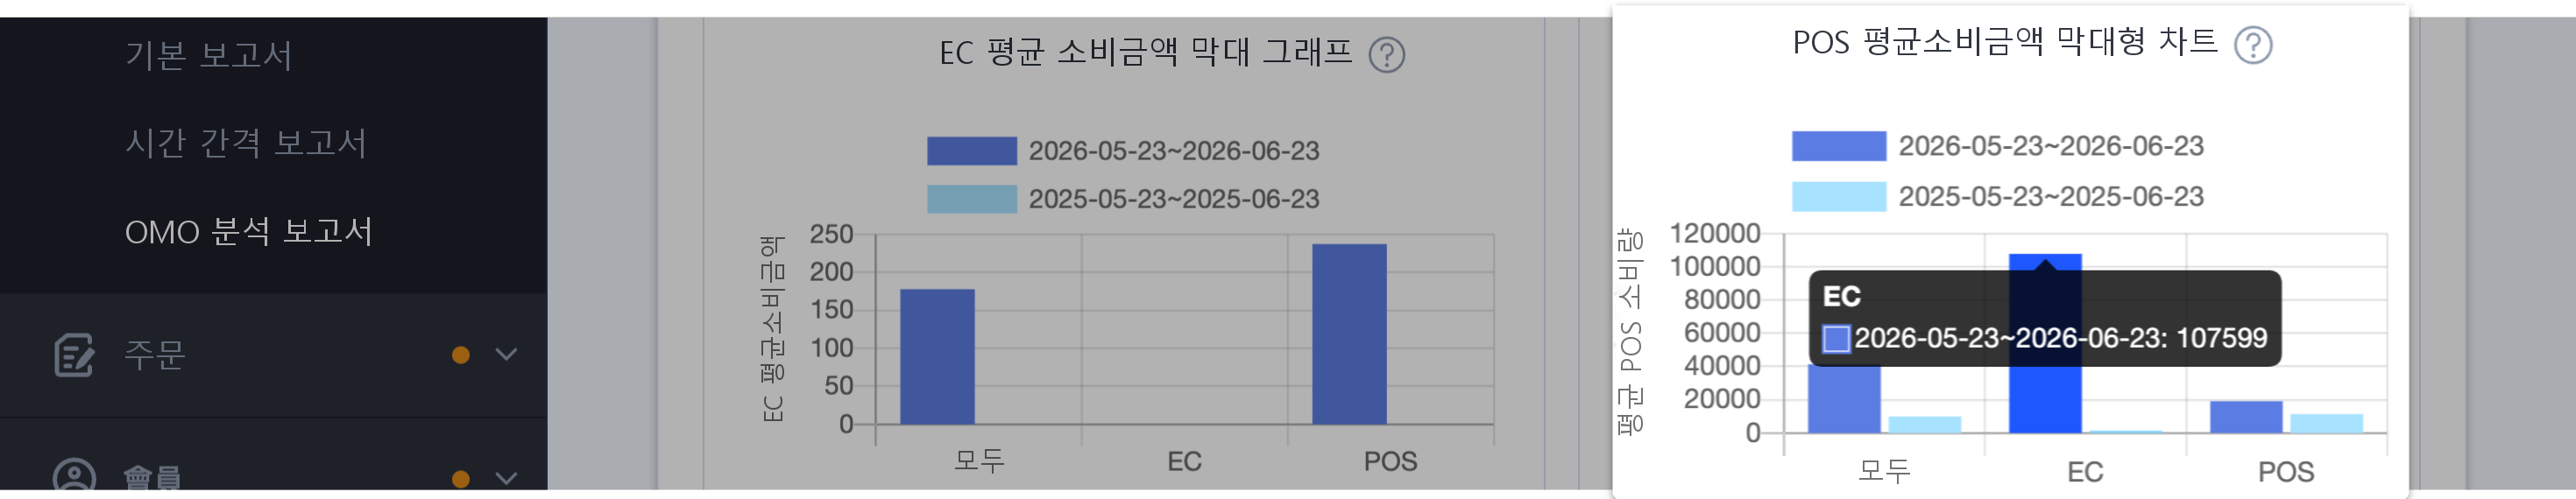 기본 보고서
시간 간격 보고서
OMO 분석 보고서
주문
會員
EC 평균 소비금액 막대 그래프 ?
2026-05-23~2026-06-23
2025-05-23~2025-06-23
EC 평균소비금액
250
200
150
100
50
0
모두 EC POS
POS 평균소비금액 막대형 차트 ?
2026-05-23~2026-06-23
2025-05-23~2025-06-23
평균 POS 소비량
120000
100000
80000
60000
40000
20000
0
EC
2026-05-23~2026-06-23: 107599
모두 EC POS